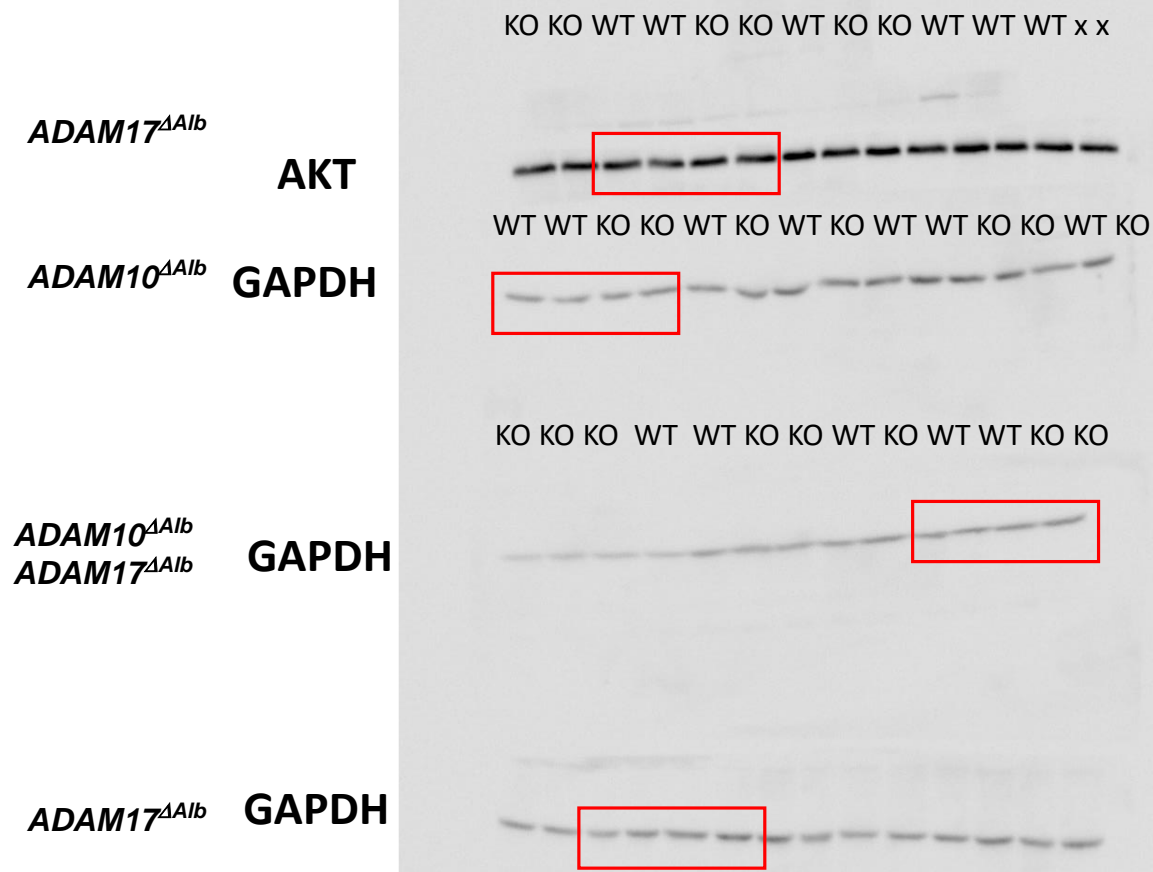 KO KO WT WT KO KO WT KO KO WT WT WT x x
ADAM17ΔAlb
AKT
WT WT KO KO WT KO WT KO WT WT KO KO WT KO
ADAM10ΔAlb GAPDH
KO KO KO WT WT KO KO WT KO WT WT KO KO
ADAM10ΔAlb
ADAM17ΔAlb
GAPDH
ADAM17ΔAlb GAPDH